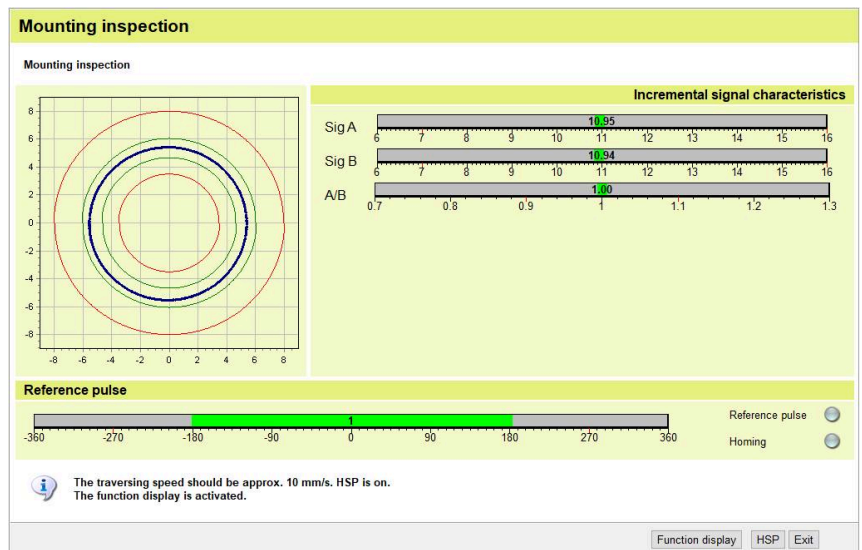 Mounting inspection
Mounting inspection
Incremental signal characteristics
8
6
4
2
0
-2
-4
-6
-8
-8 -6 -4 -2 0 2 4 6 8
Sig A
10.95
6 7 8 9 10 11 12 13 14 15 16
Sig B
10.94
6 7 8 9 10 11 12 13 14 15 16
A/B
1.00
0.7 0.8 0.9 1 1.1 1.2 1.3
Reference pulse
1
-360 -270 -180 -90 0 90 180 270 360
Reference pulse
Homing
The traversing speed should be approx. 10 mm/s. HSP is on.
The function display is activated.
Function display HSP Exit